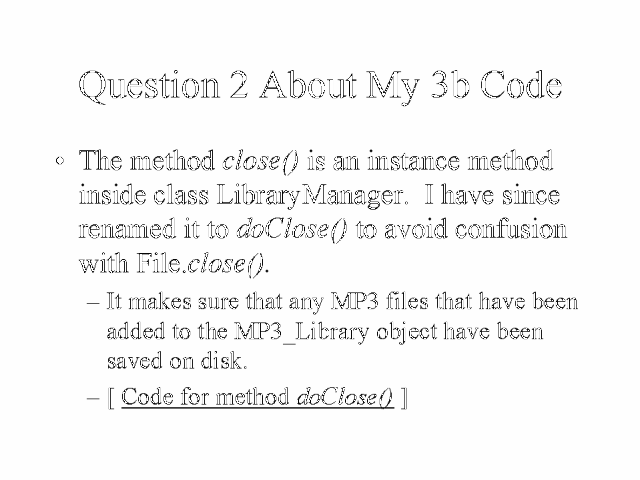 Question 2 About My 3b Code
• The method close() is an instance method
inside class LibraryManager. I have since
renamed it to doClose() to avoid confusion
with File.close().
– It makes sure that any MP3 files that have been
added to the MP3_Library object have been
saved on disk.
– [ Code for method doClose() ]